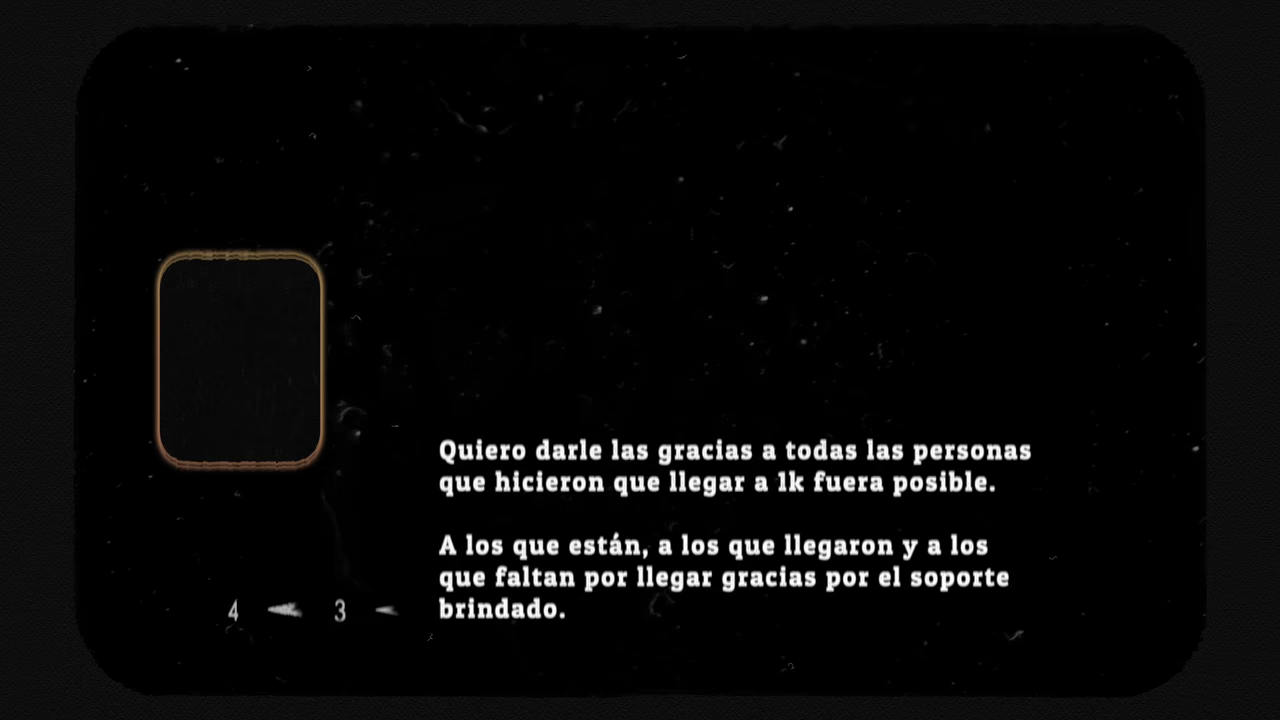 Quiero darle las gracias a todas las personas
que hicieron que llegar a 1k fuera posible.
A los que están, a los que llegaron y a los
que faltan por llegar gracias por el soporte
brindado.
4 3